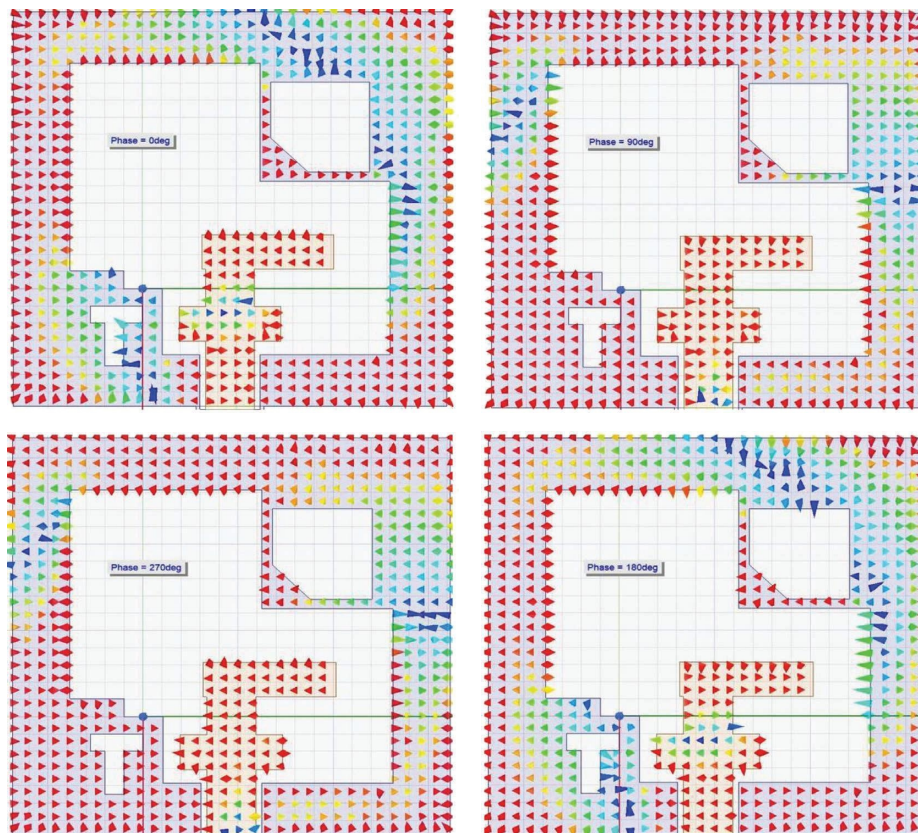 Phase = 0deg
Phase = 90deg
Phase = 270deg
Phase = 180deg